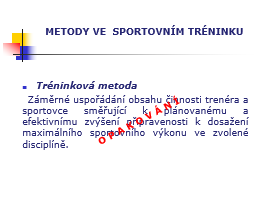 METODY VE SPORTOVNÍM TRÉNINKU
Tréninková metoda
Záměrné uspořádání obsahu činnosti trenéra a
sportovce směřující k plánovanému a
efektivnímu zvýšení připravenosti k dosažení
maximálního sportovního výkonu ve zvolené
disciplíně.
OPAKOVÁNÍ